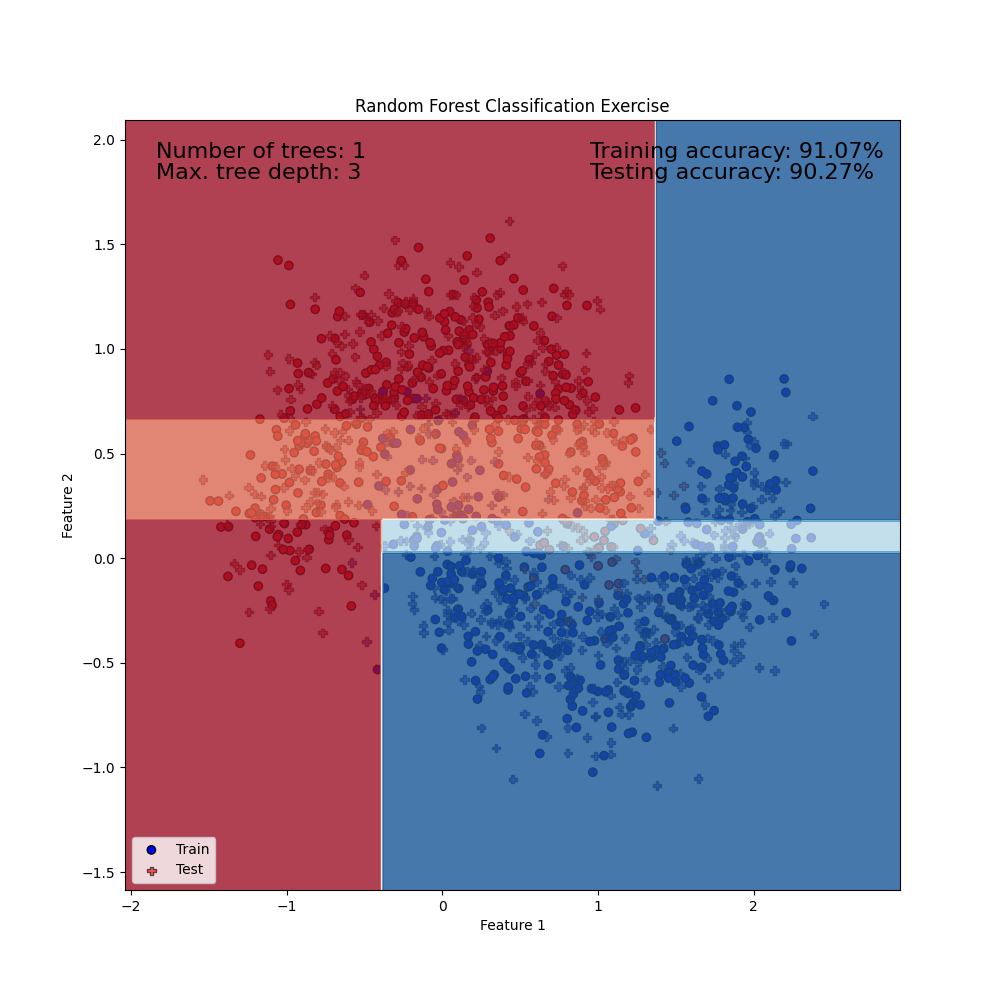 Random Forest Classification Exercise
Number of trees: 1
Max. tree depth: 3
Training accuracy: 91.07%
Testing accuracy: 90.27%
2.0
1.5
1.0
0.5
0.0
−0.5
−1.0
−1.5
Feature 2
Train
Test
−2
−1
0
1
2
Feature 1